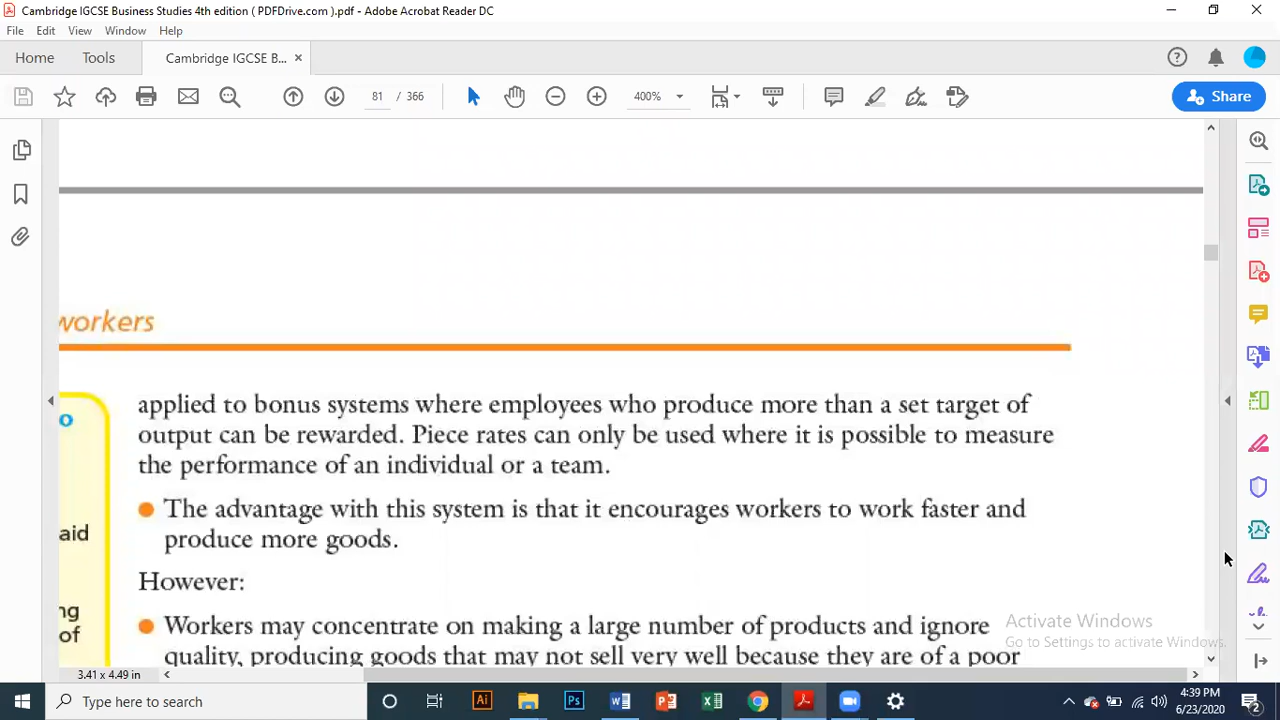 Cambridge IGCSE Business Studies 4th edition ( PDFDrive.com ).pdf - Adobe Acrobat Reader DC
File Edit View Window Help
Home Tools Cambridge IGCSE B... ×
81 / 366 400% Share
workers
applied to bonus systems where employees who produce more than a set target of
output can be rewarded. Piece rates can only be used where it is possible to measure
the performance of an individual or a team.
o
The advantage with this system is that it encourages workers to work faster and
aid
produce more goods.
However:
ng
Workers may concentrate on making a large number of products and ignore
of
quality, producing goods that may not sell very well because they are of a poor
Activate Windows
Go to Settings to activate Windows.
3.41 x 4.49 in
Type here to search
4:39 PM
6/23/2020
2